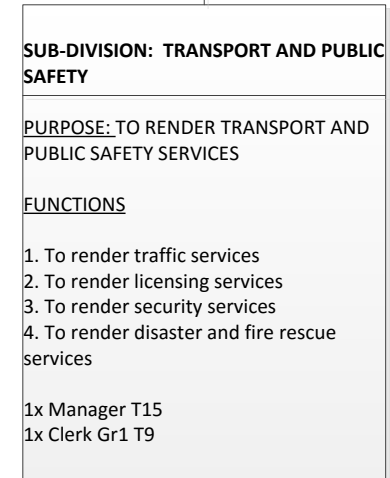 SUB-DIVISION:  TRANSPORT AND PUBLIC
SAFETY
PURPOSE: TO RENDER TRANSPORT AND
PUBLIC SAFETY SERVICES
FUNCTIONS
1. To render traffic services
2. To render licensing services
3. To render security services
4. To render disaster and fire rescue
services
1x Manager T15
1x Clerk Gr1 T9